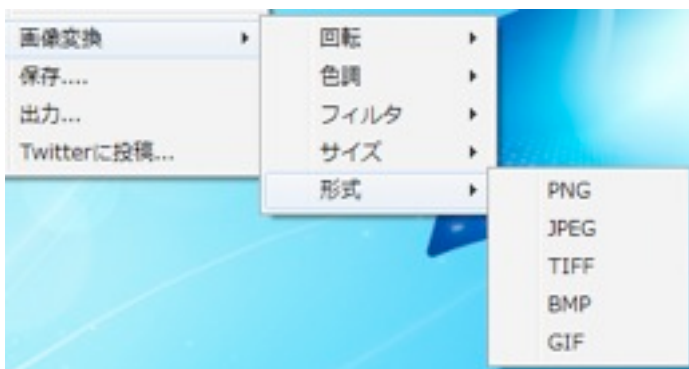 画像変換
保存....
出力...
Twitterに投稿...
回転
色調
フィルタ
サイズ
形式
PNG
JPEG
TIFF
BMP
GIF